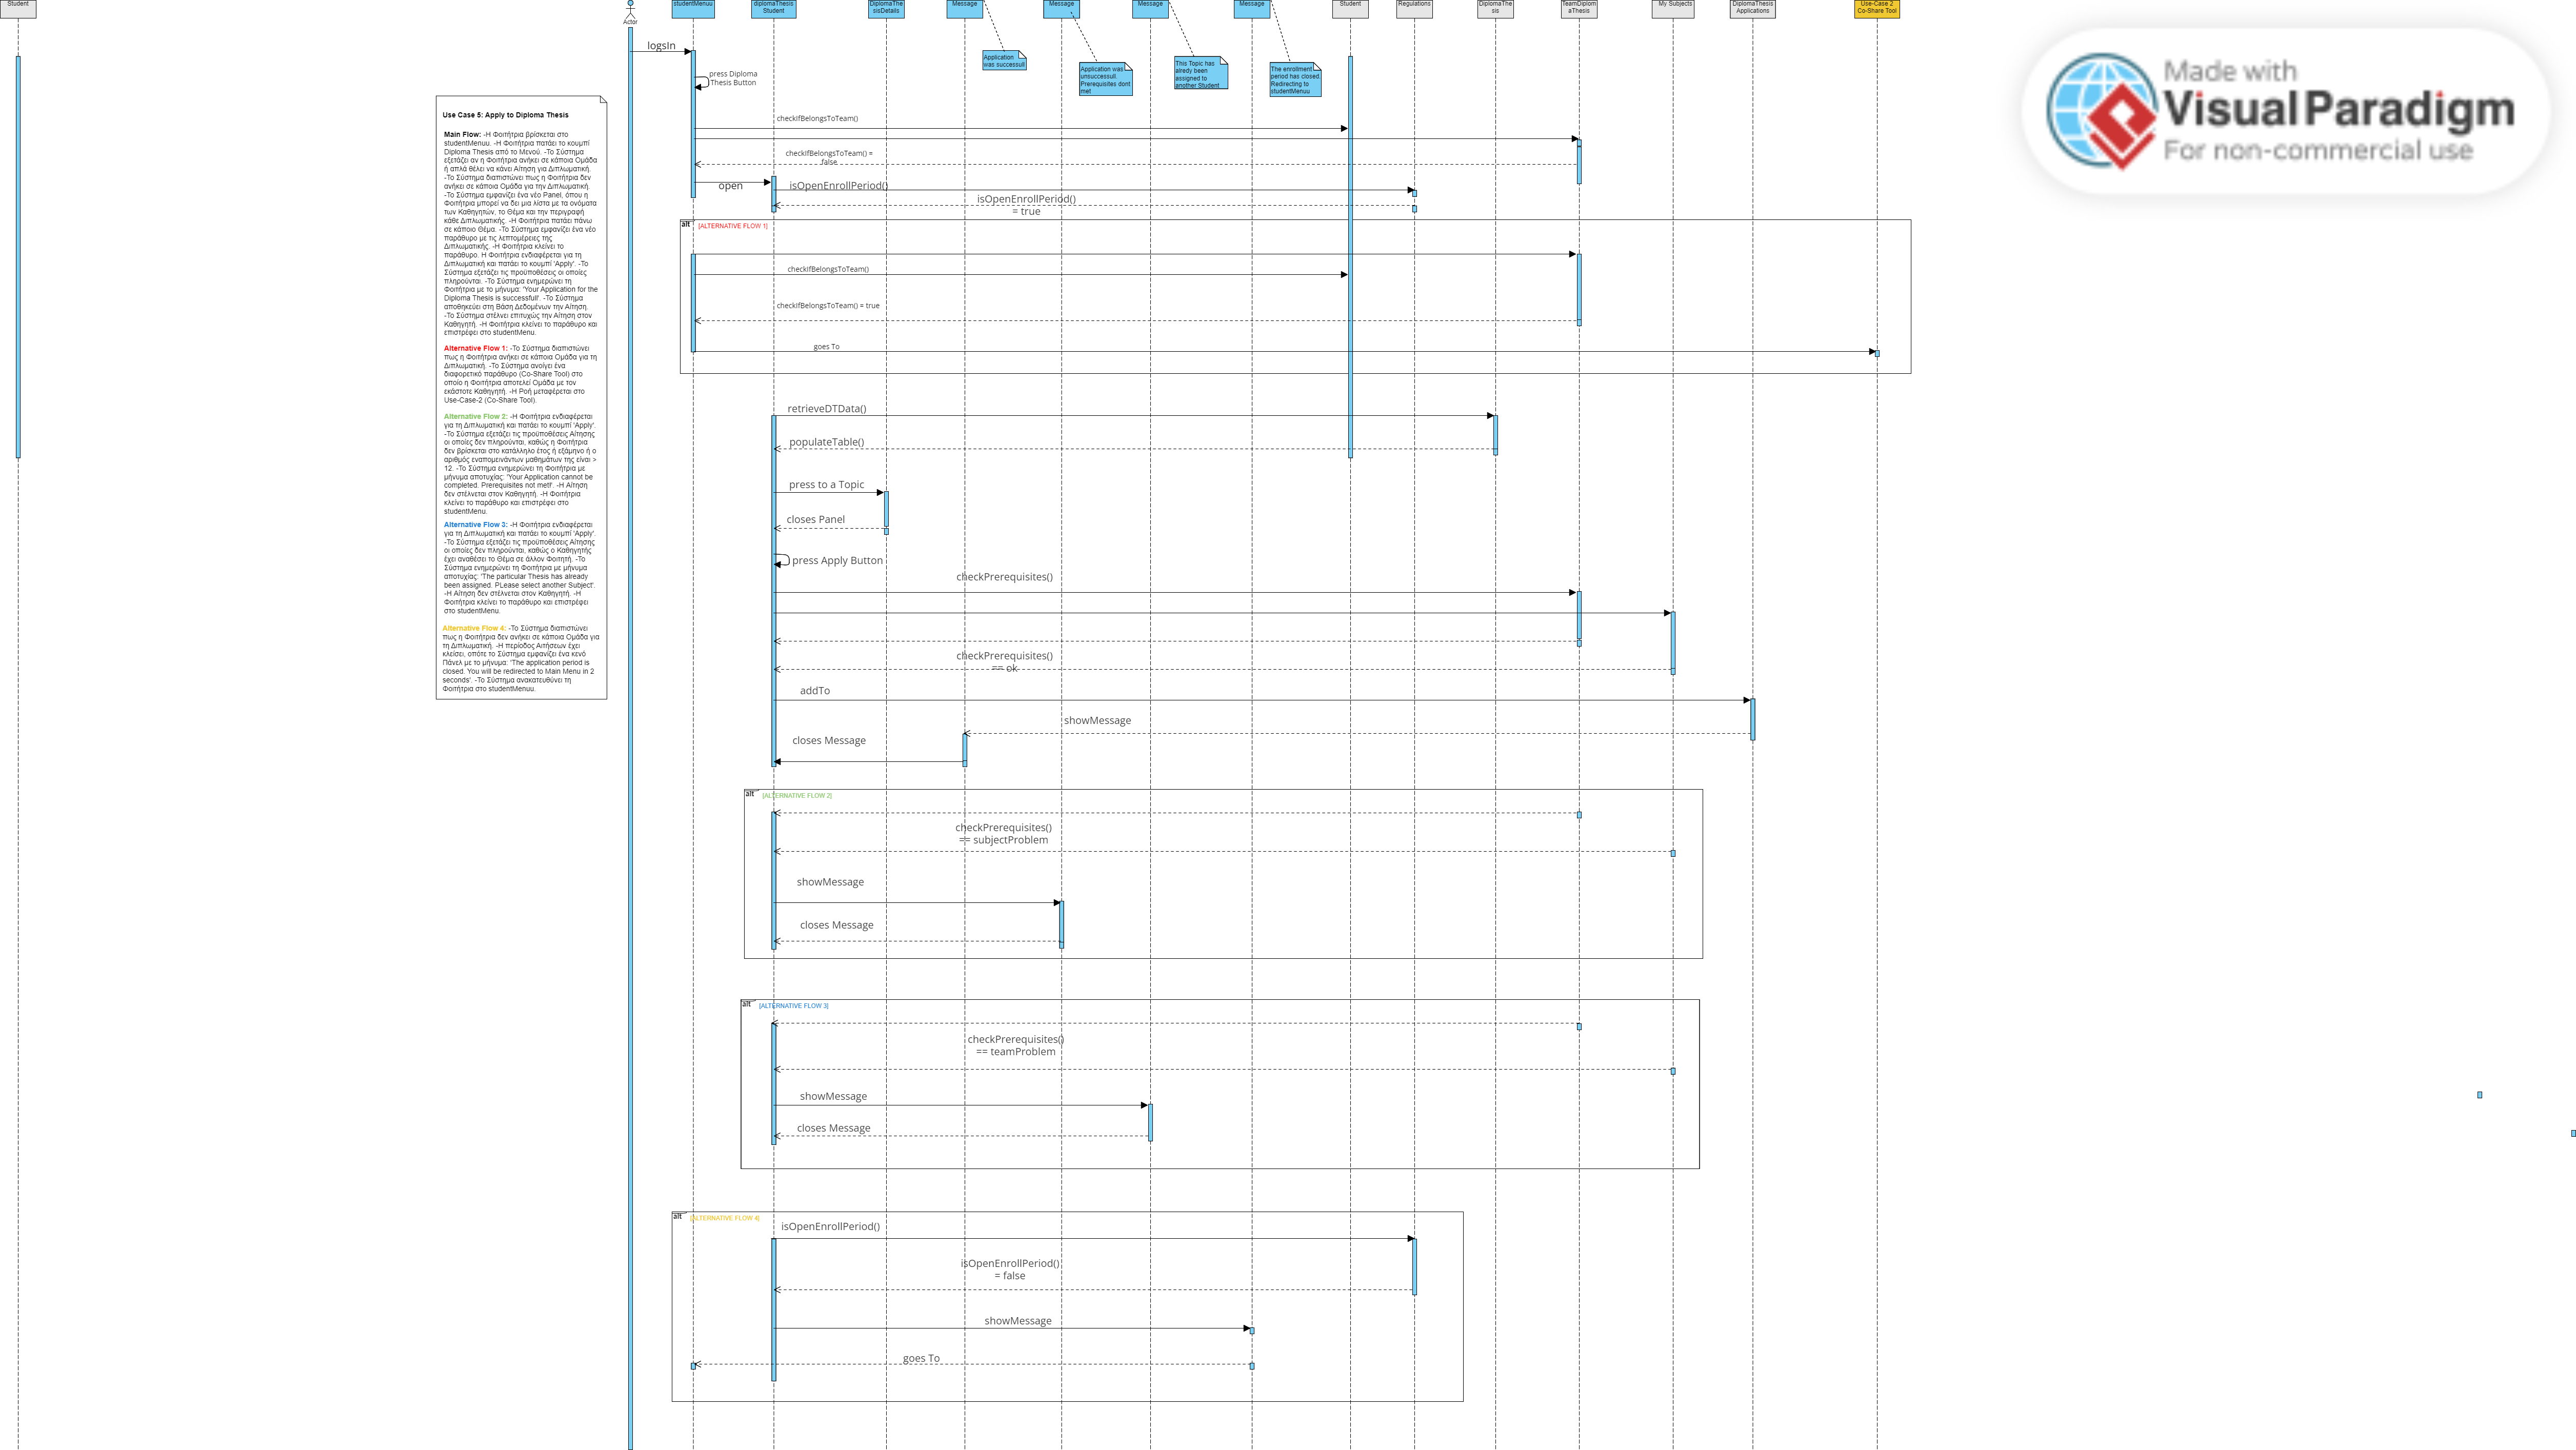 Student
Actor
studentMenuu
diplomaThesis
Student
DiplomaThe
sisDetails
Message
Message
Message
Message
Student
Regulations
DiplomaThe
sis
TeamDiplom
aThesis
My Subjects
DiplomaThesis
Applications
Use-Case 2
Co-Share Tool
Made with
Visual Paradigm
For non-commercial use
Application
was successull
Application was
unsuccessull.
Prerequisites dont
met
This Topic has
alredy been
assigned to
another Student
The enrollment
period has closed.
Redirecting to
studentMenuu
Use Case 5: Apply to Diploma Thesis
Main Flow: -Η Φοιτήτρια βρίσκεται στο
studentMenuu. -Η Φοιτήτρια πατάει το κουμπί
Diploma Thesis από το Μενού. -Το Σύστημα
εξετάζει αν η Φοιτήτρια ανήκει σε κάποια Ομάδα
ή απλά θέλει να κάνει Αίτηση για Διπλωματική.
-Το Σύστημα διαπιστώνει πως η Φοιτήτρια δεν
ανήκει σε κάποια Ομάδα για την Διπλωματική.
-Το Σύστημα εμφανίζει ένα νέο Panel, όπου η
Φοιτήτρια μπορεί να δει μια λίστα με τα ονόματα
των Καθηγητών, το Θέμα και την περιγραφή
κάθε Διπλωματικής. -Η Φοιτήτρια πατάει πάνω
σε κάποιο Θέμα. -Το Σύστημα εμφανίζει ένα νέο
παράθυρο με τις λεπτομέρειες της
Διπλωματικής. -Η Φοιτήτρια κλείνει το
παράθυρο. Η Φοιτήτρια ενδιαφέρεται για τη
Διπλωματική και πατάει το κουμπί 'Apply'. -Το
Σύστημα εξετάζει τις προϋποθέσεις οι οποίες
πληρούνται. -Το Σύστημα ενημερώνει τη
Φοιτήτρια με το μήνυμα: 'Your Application for the
Diploma Thesis is successfull'. -Το Σύστημα
αποθηκεύει στη Βάση Δεδομένων την Αίτηση.
-Το Σύστημα στέλνει επιτυχώς την Αίτηση στον
Καθηγητή. -Η Φοιτήτρια κλείνει το παράθυρο και
επιστρέφει στο studentMenu.
Alternative Flow 1: -Το Σύστημα διαπιστώνει
πως η Φοιτήτρια ανήκει σε κάποια Ομάδα για τη
Διπλωματική. -Το Σύστημα ανοίγει ένα
διαφορετικό παράθυρο (Co-Share Tool) στο
οποίο η Φοιτήτρια αποτελεί Ομάδα με τον
εκάστοτε Καθηγητή. -Η Ροή μεταφέρεται στο
Use-Case-2 (Co-Share Tool).
Alternative Flow 2: -Η Φοιτήτρια ενδιαφέρεται
για τη Διπλωματική και πατάει το κουμπί 'Apply'.
-Το Σύστημα εξετάζει τις προϋποθέσεις Αίτησης
οι οποίες δεν πληρούνται, καθώς η Φοιτήτρια
δεν βρίσκεται στο κατάλληλο έτος ή εξάμηνο ή ο
αριθμός εναπομεινάντων μαθημάτων της είναι >
12. -Το Σύστημα ενημερώνει τη Φοιτήτρια με
μήνυμα αποτυχίας: 'Your Application cannot be
completed. Prerequisites not met!'. -Η Αίτηση
δεν στέλνεται στον Καθηγητή. -Η Φοιτήτρια
κλείνει το παράθυρο και επιστρέφει στο
studentMenu.
Alternative Flow 3: -Η Φοιτήτρια ενδιαφέρεται
για τη Διπλωματική και πατάει το κουμπί 'Apply'.
-Το Σύστημα εξετάζει τις προϋποθέσεις Αίτησης
οι οποίες δεν πληρούνται, καθώς ο Καθηγητής
έχει αναθέσει το Θέμα σε άλλον Φοιτητή. -Το
Σύστημα ενημερώνει τη Φοιτήτρια με μήνυμα
αποτυχίας: 'The particular Thesis has already
been assigned. PLease select another Subject'.
-Η Αίτηση δεν στέλνεται στον Καθηγητή. -Η
Φοιτήτρια κλείνει το παράθυρο και επιστρέφει
στο studentMenu.
Alternative Flow 4: -Το Σύστημα διαπιστώνει
πως η Φοιτήτρια δεν ανήκει σε κάποια Ομάδα για
τη Διπλωματική. -Η περίοδος Αιτήσεων έχει
κλείσει, οπότε το Σύστημα εμφανίζει ένα κενό
Πάνελ με το μήνυμα: 'The application period is
closed. You will be redirected to Main Menu in 2
seconds'. -Το Σύστημα ανακατευθύνει τη
Φοιτήτρια στο studentMenuu.
logsIn
press Diploma
Thesis Button
checkIfBelongsToTeam()
checkIfBelongsToTeam() =
false
open
isOpenEnrollPeriod()
isOpenEnrollPeriod()
= true
alt
[ALTERNATIVE FLOW 1]
checkIfBelongsToTeam()
checkIfBelongsToTeam() = true
goes To
retrieveDTData()
populateTable()
press to a Topic
closes Panel
press Apply Button
checkPrerequisites()
checkPrerequisites()
== ok
addTo
showMessage
closes Message
alt
[ALTERNATIVE FLOW 2]
checkPrerequisites()
== subjectProblem
showMessage
closes Message
alt
[ALTERNATIVE FLOW 3]
checkPrerequisites()
== teamProblem
showMessage
closes Message
alt
[ALTERNATIVE FLOW 4]
isOpenEnrollPeriod()
isOpenEnrollPeriod()
= false
showMessage
goes To